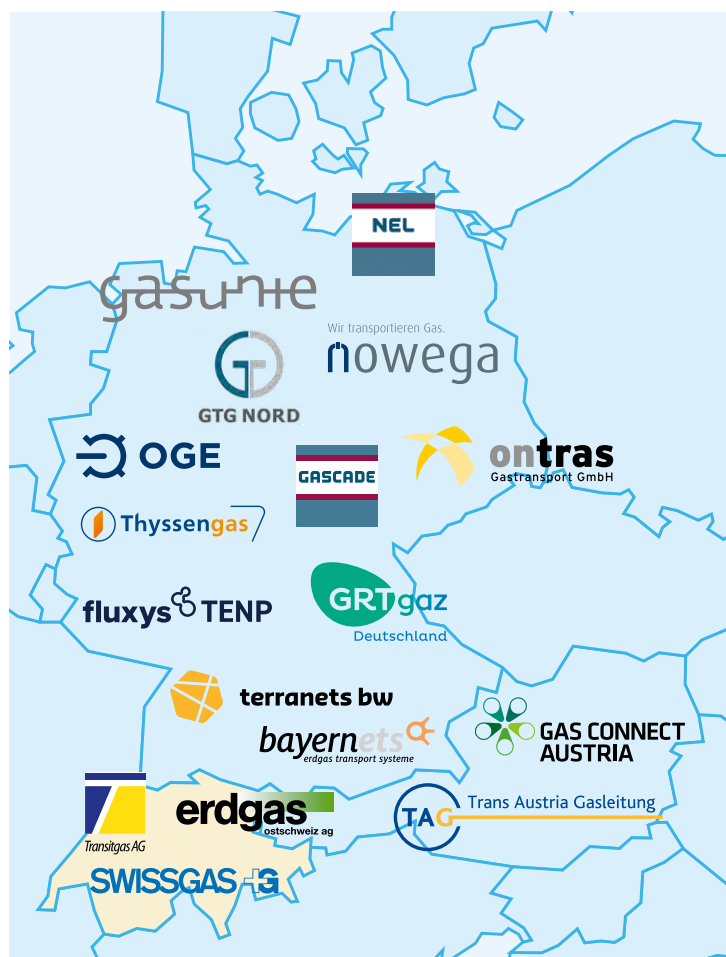 NEL
gasunie
Wir transportieren Gas.
nowega
GTG NORD
OGE
ontras
Gastransport GmbH
GASCADE
Thyssengas
fluxys TENP
GRTgaz
Deutschland
terranets bw
bayernets
erdgas transport systeme
GAS CONNECT
AUSTRIA
Transitgas AG
erdgas
ostschweiz ag
Trans Austria Gasleitung
TAG
SWISSGAS G